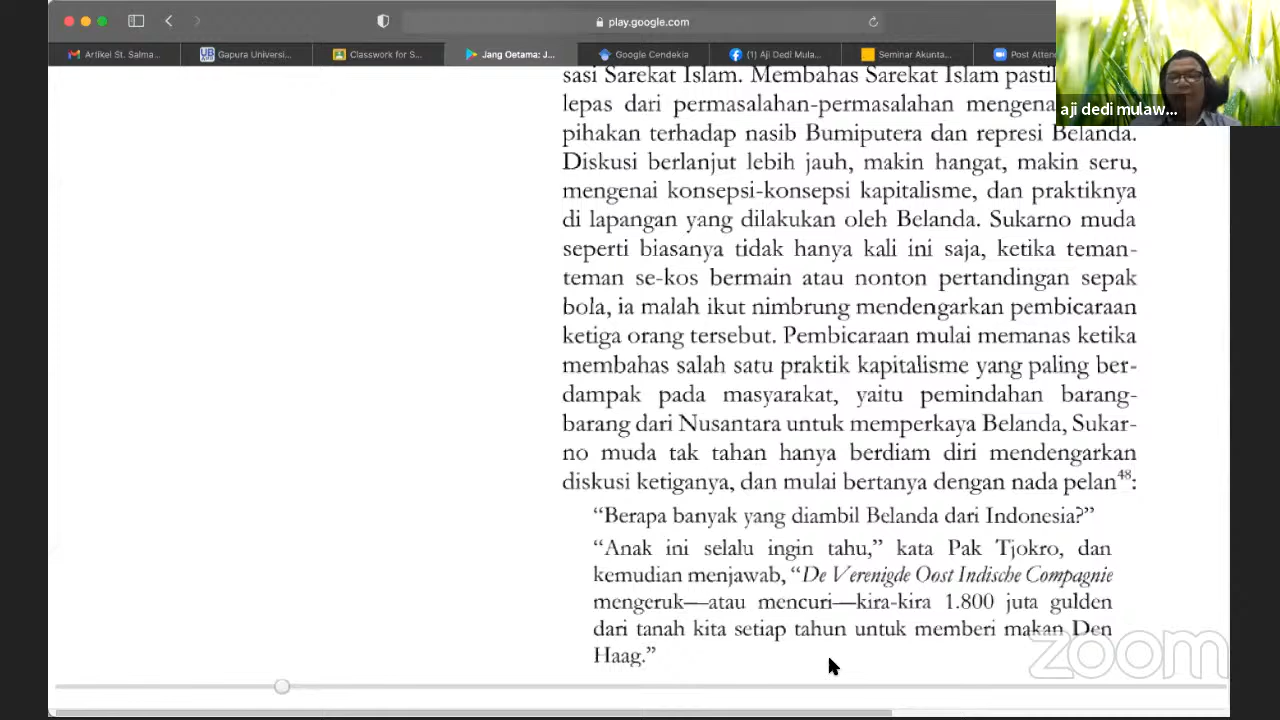 play.google.com
Artikel St. Salma...
Gapura Universi...
Classwork for S...
Jang Oetama: J...
Google Cendekia
(1) Aji Dedi Mula...
Seminar Akunta...
Post Atten
aji dedi mulaw...
sasi Sarekat Islam. Membahas Sarekat Islam pasti
lepas dari permasalahan-permasalahan mengena
pihakan terhadap nasib Bumiputera dan represi Belanda.
Diskusi berlanjut lebih jauh, makin hangat, makin seru,
mengenai konsepsi-konsepsi kapitalisme, dan praktiknya
di lapangan yang dilakukan oleh Belanda. Sukarno muda
seperti biasanya tidak hanya kali ini saja, ketika teman-
teman se-kos bermain atau nonton pertandingan sepak
bola, ia malah ikut nimbrung mendengarkan pembicaraan
ketiga orang tersebut. Pembicaraan mulai memanas ketika
membahas salah satu praktik kapitalisme yang paling ber-
dampak pada masyarakat, yaitu pemindahan barang-
barang dari Nusantara untuk memperkaya Belanda, Sukar-
no muda tak tahan hanya berdiam diri mendengarkan
diskusi ketiganya, dan mulai bertanya dengan nada pelan48:
“Berapa banyak yang diambil Belanda dari Indonesia?”
“Anak ini selalu ingin tahu,” kata Pak Tjokro, dan
kemudian menjawab, “De Verenigde Oost Indische Compagnie
mengeruk—atau mencuri—kira-kira 1.800 juta gulden
dari tanah kita setiap tahun untuk memberi makan Den
Haag.”
zoom